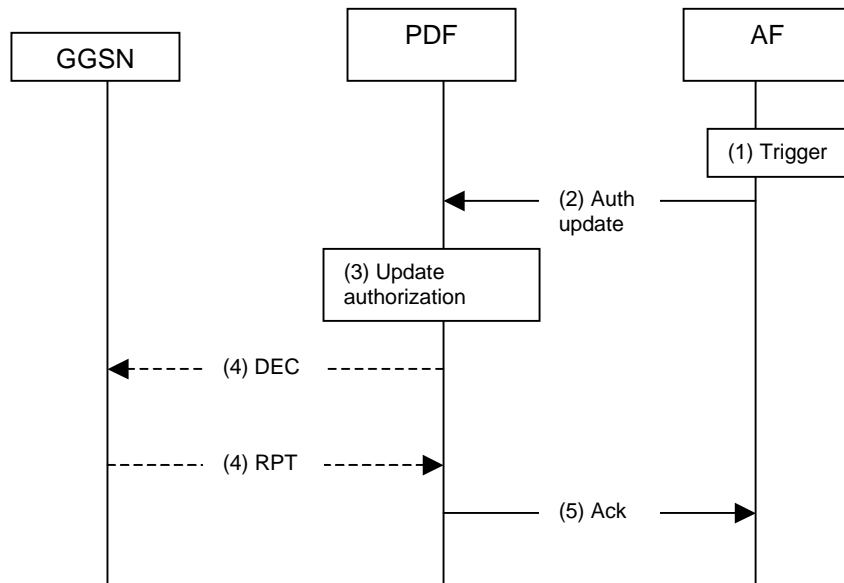 GGSN
PDF
AF
(1) Trigger
(2) Auth
update
(3) Update
authorization
(4) DEC
(4) RPT
(5) Ack